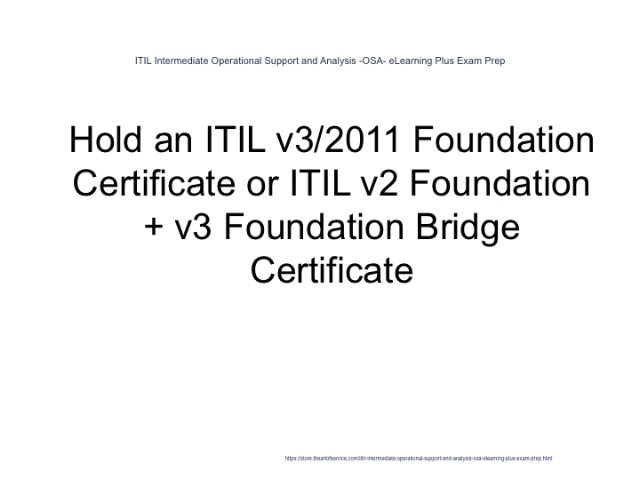 ITIL Intermediate Operational Support and Analysis -OSA- eLearning Plus Exam Prep
Hold an ITIL v3/2011 Foundation
Certificate or ITIL v2 Foundation
+ v3 Foundation Bridge
Certificate
https://store.theartofservice.com/itil-intermediate-operational-support-and-analysis-osa-elearning-plus-exam-prep.html